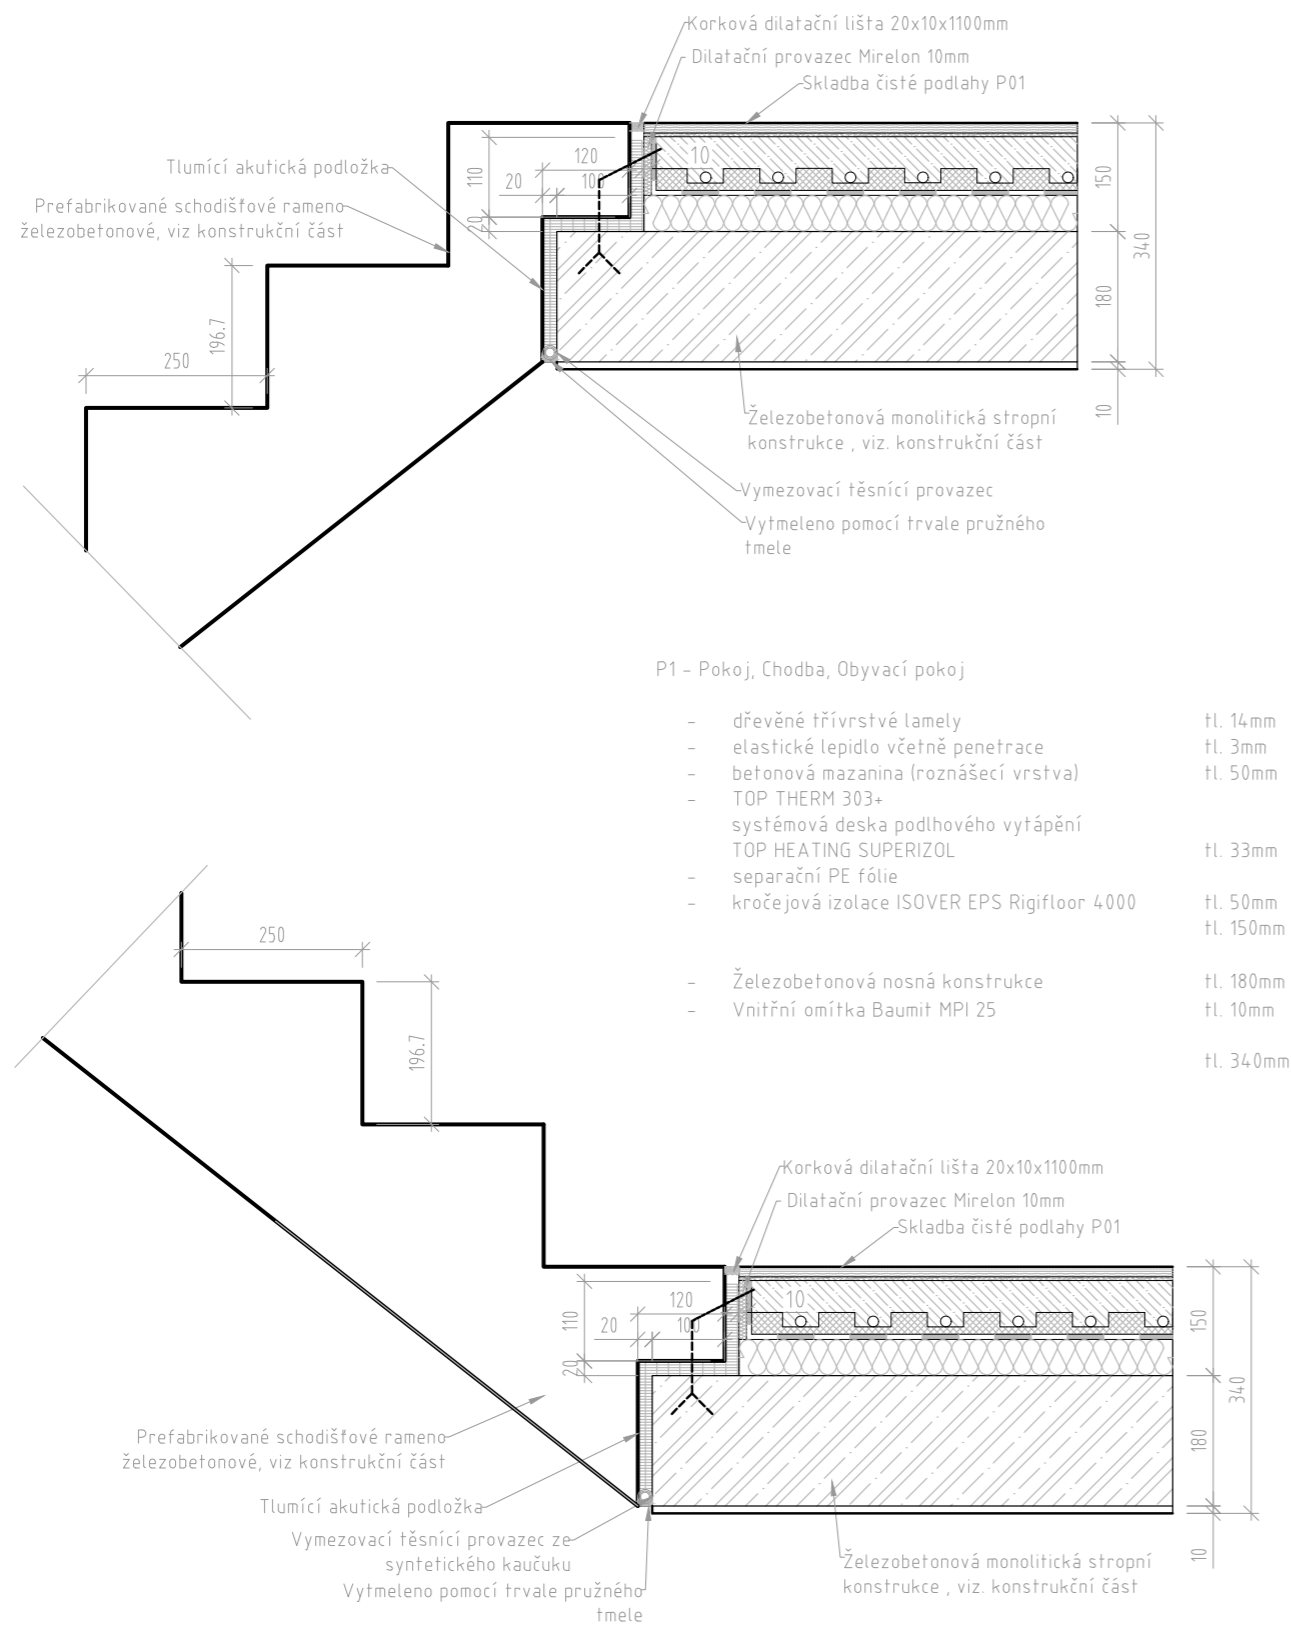 Korková dilatační lišta 20x10x1100mm
Dilatační provazec Mirelon 10mm
Skladba čisté podlahy P01
Tlumící akutická podložka
Prefabrikované schodišťové rameno
železobetonové, viz konstrukční část
120
10
110
20
100
20
150
340
180
10
196.7
250
Železobetonová monolitická stropní
konstrukce , viz. konstrukční část
Vymezovací těsnící provazec
Vytmeleno pomocí trvale pružného
tmele
P1 - Pokoj, Chodba, Obyvací pokoj
- dřevěné třívrstvé lamely tl. 14mm
- elastické lepidlo včetně penetrace tl. 3mm
- betonová mazanina (roznášecí vrstva) tl. 50mm
- TOP THERM 303+
systémová deska podlhového vytápění
TOP HEATING SUPERIZOL tl. 33mm
- separační PE fólie
- kročejová izolace ISOVER EPS Rigifloor 4000 tl. 50mm
tl. 150mm
- Železobetonová nosná konstrukce tl. 180mm
- Vnitřní omítka Baumit MPI 25 tl. 10mm
tl. 340mm
250
196.7
Korková dilatační lišta 20x10x1100mm
Dilatační provazec Mirelon 10mm
Skladba čisté podlahy P01
120
10
110
20
100
20
150
340
180
10
Prefabrikované schodišťové rameno
železobetonové, viz konstrukční část
Tlumící akutická podložka
Vymezovací těsnící provazec ze
syntetického kaučuku
Vytmeleno pomocí trvale pružného
tmele
Železobetonová monolitická stropní
konstrukce , viz. konstrukční část